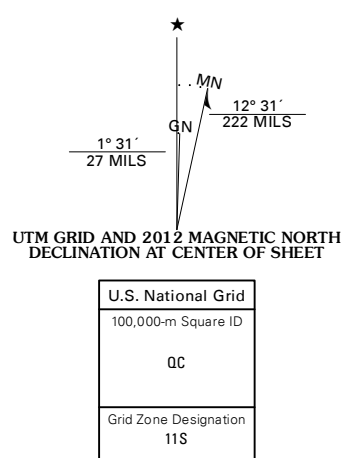 ★
MN
GN
12° 31´
222 MILS
1° 31´
27 MILS
UTM GRID AND 2012 MAGNETIC NORTH
DECLINATION AT CENTER OF SHEET
U.S. National Grid
100,000-m Square ID
QC
Grid Zone Designation
11S